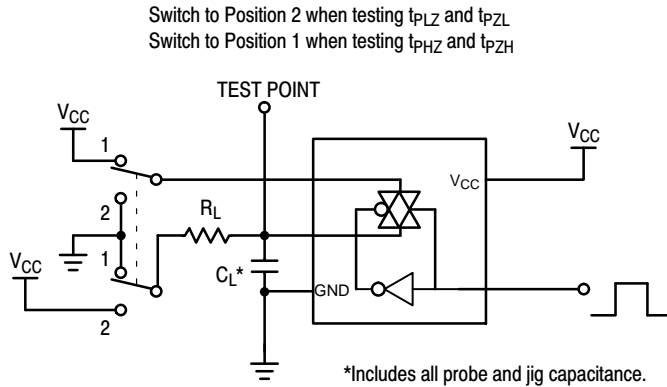 Switch to Position 2 when testing tPLZ and tPZL
Switch to Position 1 when testing tPHZ and tPZH
TEST POINT
VCC
VCC
1
VCC
2
RL
1
VCC
CL*
GND
2
*Includes all probe and jig capacitance.